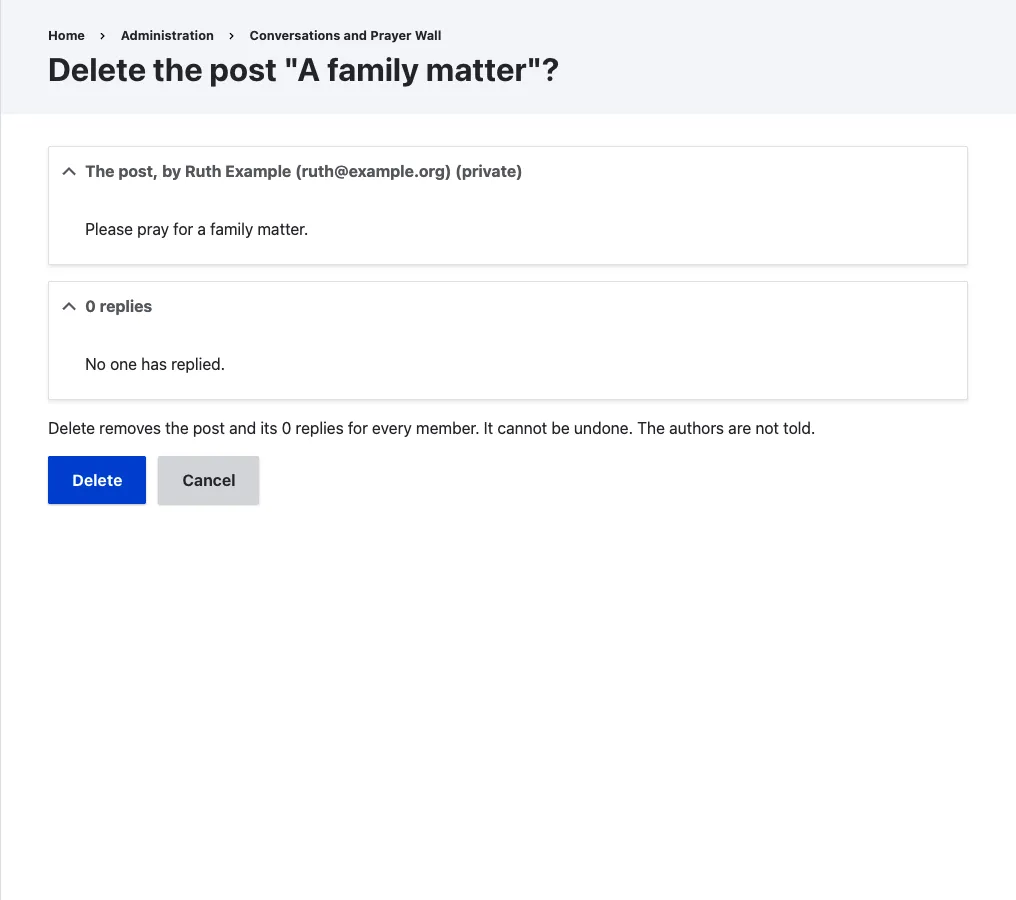 Home › Administration › Conversations and Prayer Wall
Delete the post "A family matter"?
The post, by Ruth Example (ruth@example.org) (private)
Please pray for a family matter.
0 replies
No one has replied.
Delete removes the post and its 0 replies for every member. It cannot be undone. The authors are not told.
Delete Cancel